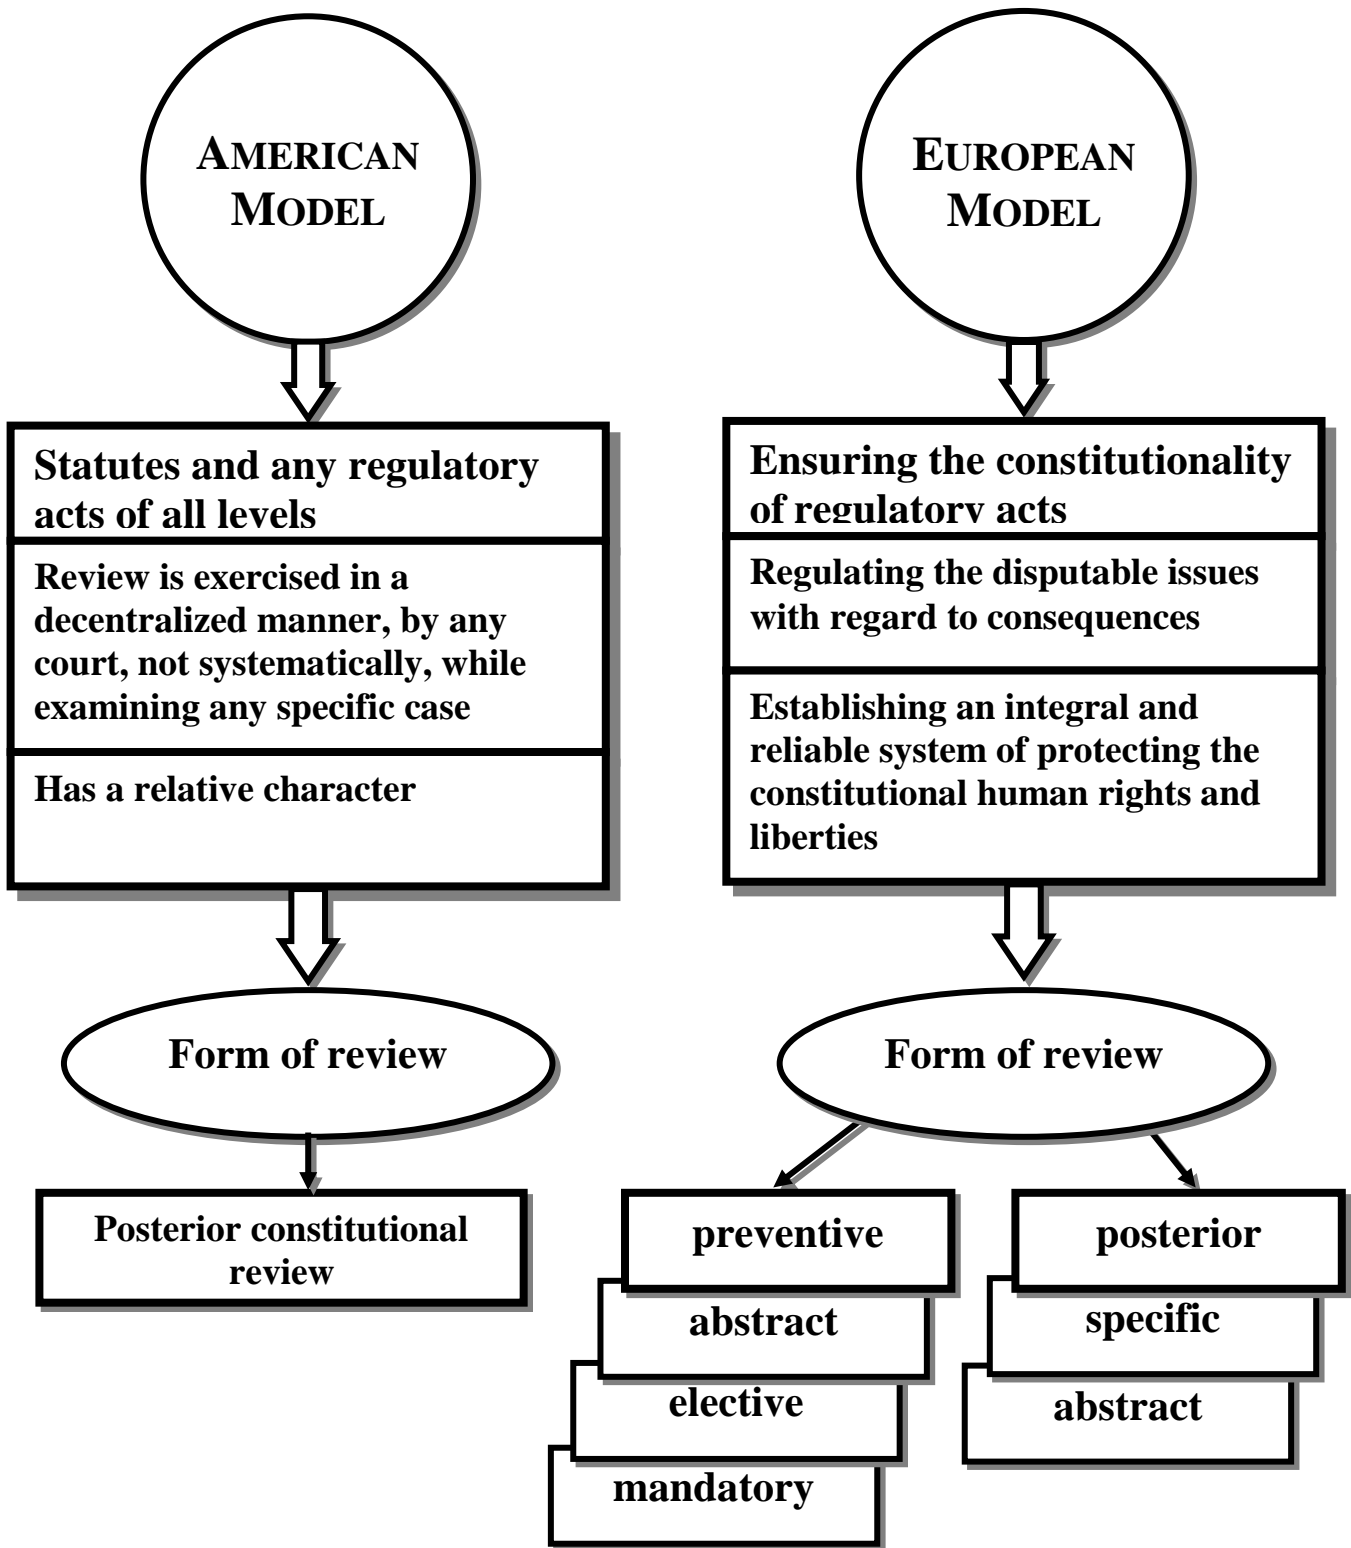 AMERICAN
MODEL
Statutes and any regulatory
acts of all levels
Review is exercised in a
decentralized manner, by any
court, not systematically, while
examining any specific case
Has a relative character
Form of review
Posterior constitutional
review
EUROPEAN
MODEL
Ensuring the constitutionality
of regulatory acts
Regulating the disputable issues
with regard to consequences
Establishing an integral and
reliable system of protecting the
constitutional human rights and
liberties
Form of review
preventive
abstract
elective
mandatory
posterior
specific
abstract